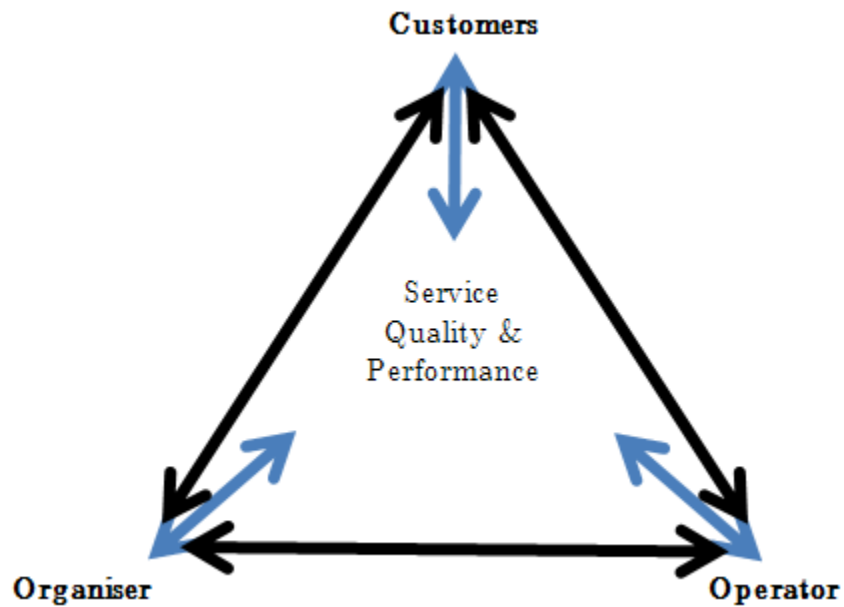 Customers
Service
Quality &
Performance
Organiser
Operator